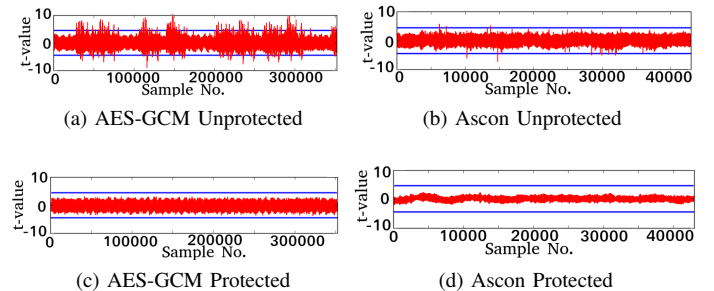 10
0
-10
t-value
0 100000 200000 300000
Sample No.
(a) AES-GCM Unprotected
10
0
-10
t-value
0 10000 20000 30000 40000
Sample No.
(b) Ascon Unprotected
10
0
-10
t-value
0 100000 200000 300000
Sample No.
(c) AES-GCM Protected
10
0
-10
t-value
0 10000 20000 30000 40000
Sample No.
(d) Ascon Protected